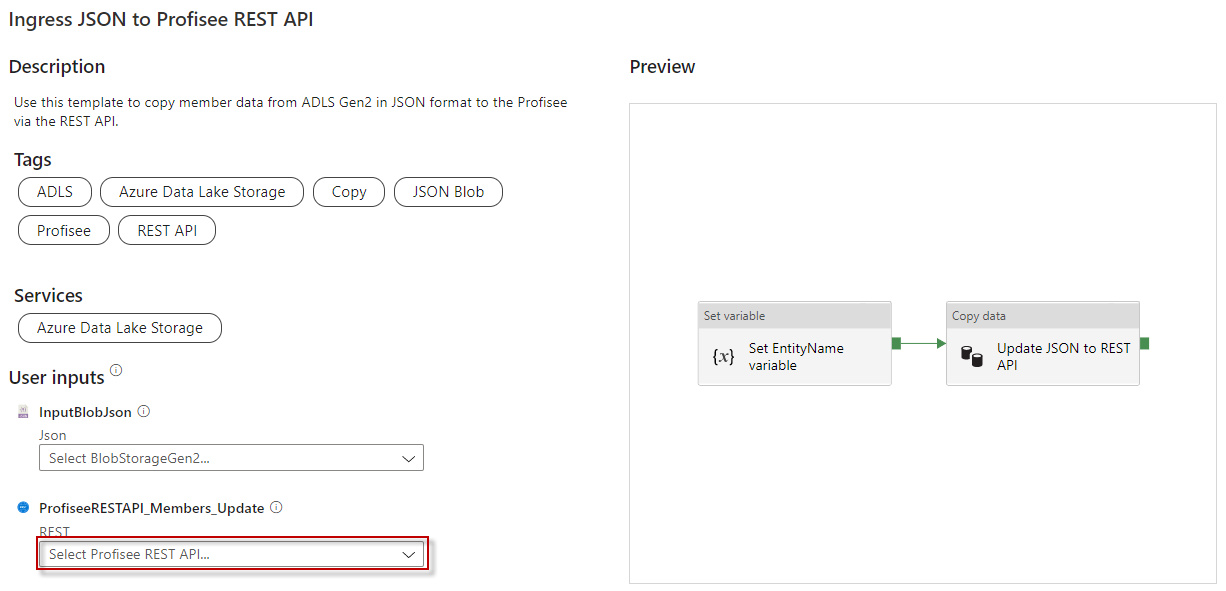 Ingress JSON to Profisee REST API
Description
Use this template to copy member data from ADLS Gen2 in JSON format to the Profisee
via the REST API.
Tags
ADLS
Azure Data Lake Storage
Copy
JSON Blob
Profisee
REST API
Services
Azure Data Lake Storage
User inputs
InputBlobJson
Json
Select BlobStorageGen2...
ProfiseeRESTAPI_Members_Update
REST
Select Profisee REST API...
Preview
Set variable
{x}
Set EntityName
variable
Copy data
Update JSON to REST
API